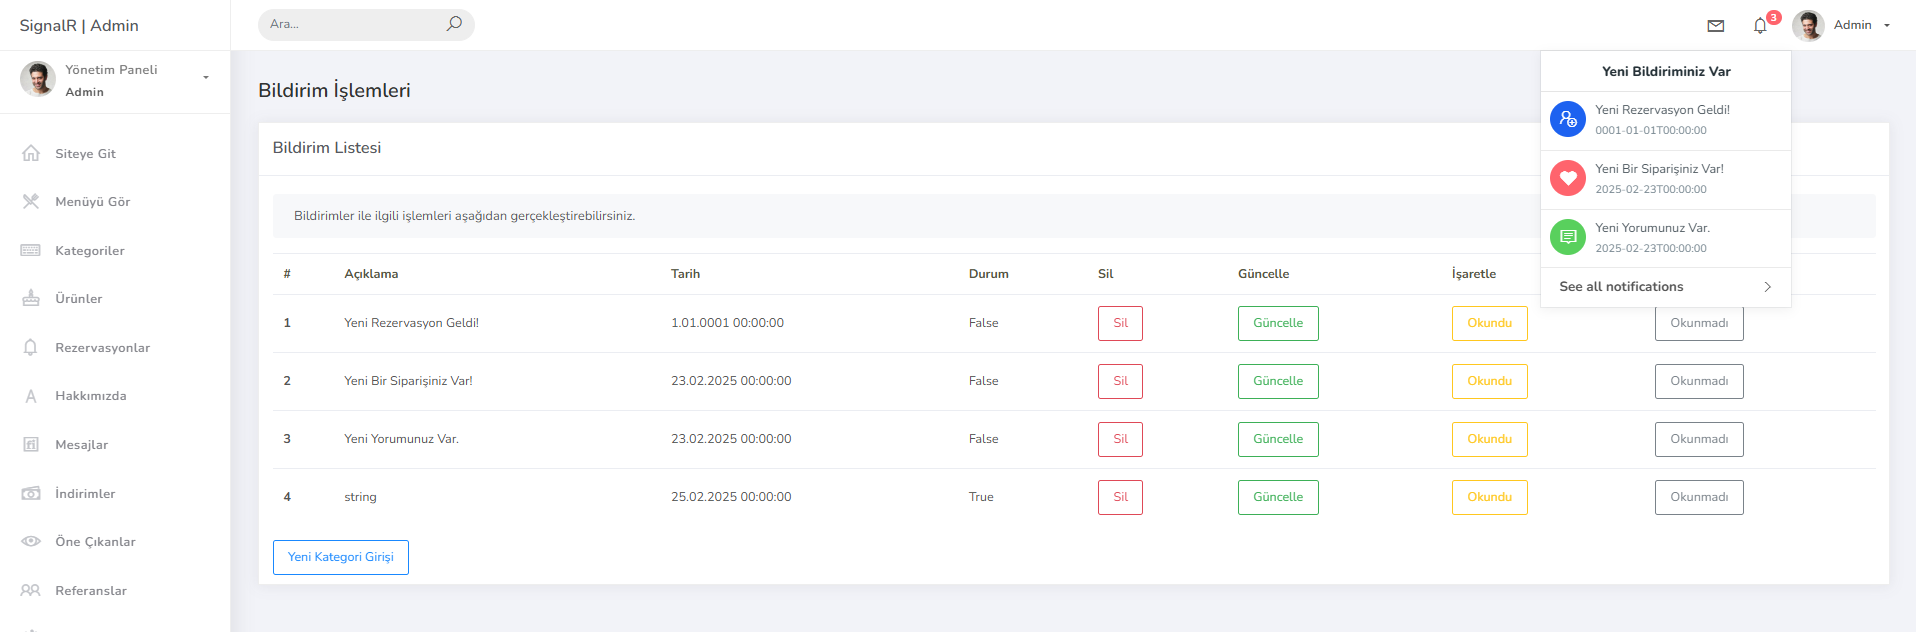 SignalR | Admin
Ara...
3
Admin
Yönetim Paneli
Admin
Siteye Git
Menüyü Gör
Kategoriler
Ürünler
Rezervasyonlar
Hakkımızda
Mesajlar
İndirimler
Öne Çıkanlar
Referanslar
Bildirim İşlemleri
Bildirim Listesi
Bildirimler ile ilgili işlemleri aşağıdan gerçekleştirebilirsiniz.
# Açıklama Tarih Durum Sil Güncelle İşaretle
1 Yeni Rezervasyon Geldi! 1.01.0001 00:00:00 False Sil Güncelle Okundu Okunmadı
2 Yeni Bir Siparişiniz Var! 23.02.2025 00:00:00 False Sil Güncelle Okundu Okunmadı
3 Yeni Yorumunuz Var. 23.02.2025 00:00:00 False Sil Güncelle Okundu Okunmadı
4 string 25.02.2025 00:00:00 True Sil Güncelle Okundu Okunmadı
Yeni Kategori Girişi
Yeni Bildiriminiz Var
Yeni Rezervasyon Geldi!
0001-01-01T00:00:00
Yeni Bir Siparişiniz Var!
2025-02-23T00:00:00
Yeni Yorumunuz Var.
2025-02-23T00:00:00
See all notifications